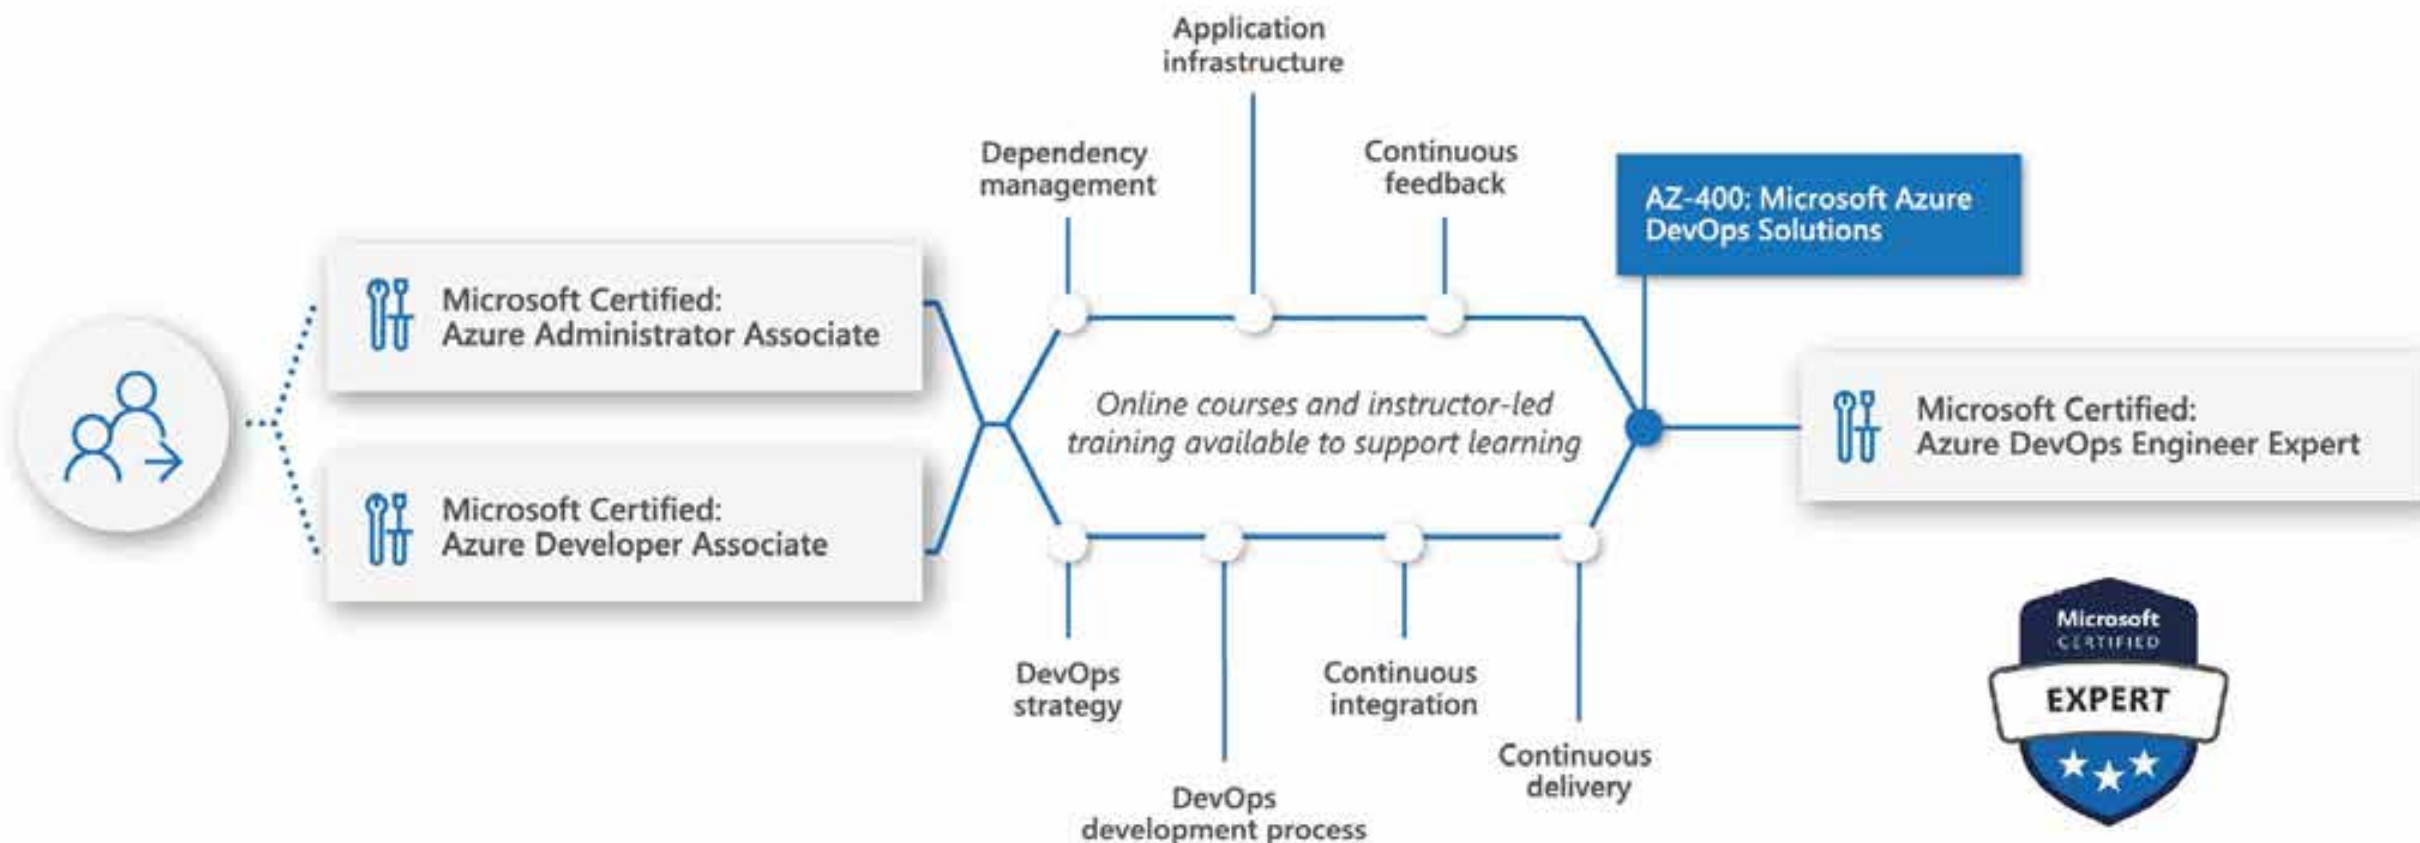 Application
infrastructure
Dependency
management
Continuous
feedback
AZ-400: Microsoft Azure
DevOps Solutions
Microsoft Certified:
Azure Administrator Associate
Online courses and instructor-led
training available to support learning
Microsoft Certified:
Azure DevOps Engineer Expert
Microsoft Certified:
Azure Developer Associate
DevOps
strategy
Continuous
integration
Continuous
delivery
DevOps
development process
Microsoft
CERTIFIED
EXPERT